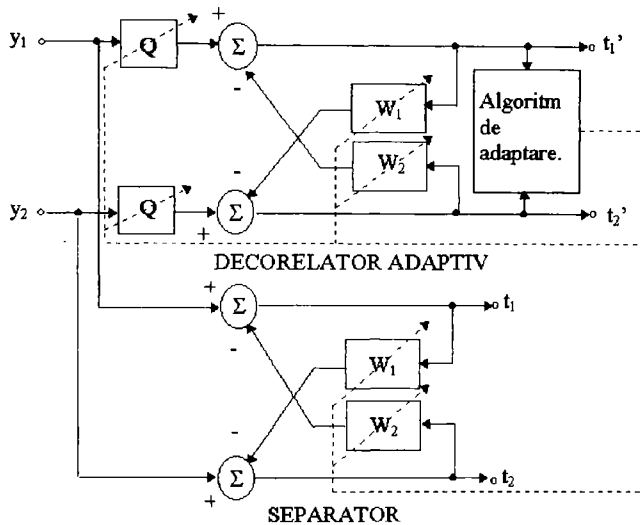 y₁
Q
+
Σ
t₁'
-
W₁
Algoritm
de
adaptare.
W₂
-
y₂
Q
+
Σ
t₂'
DECORELATOR ADAPTIV
+
Σ
t₁
-
W₁
W₂
-
Σ
+
t₂
SEPARATOR